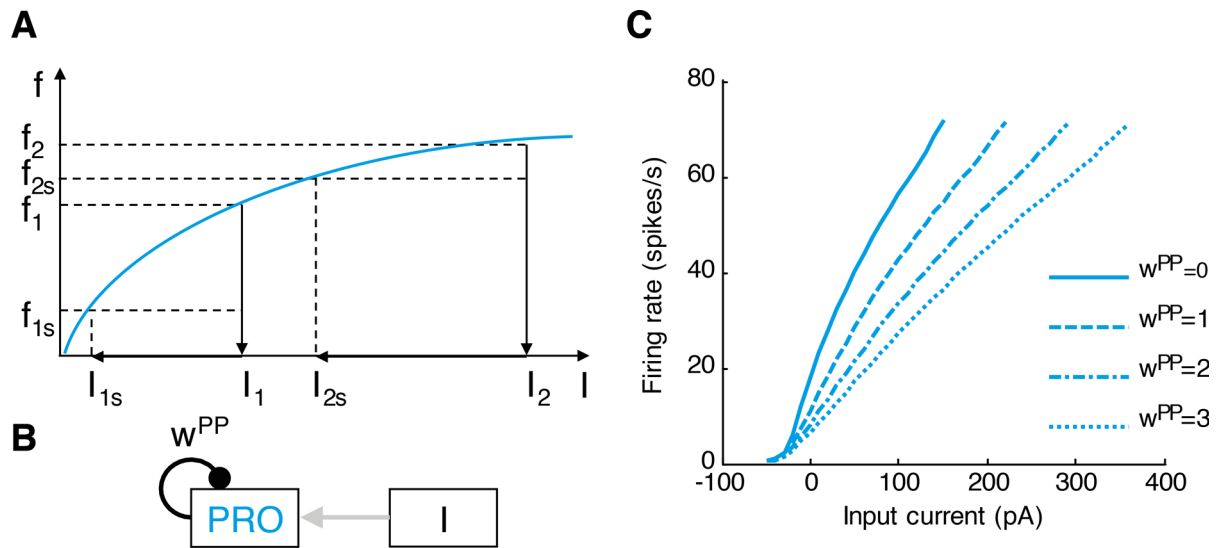 A
f
f2
f2s
f1
f1s
I1s
I1
I2s
I2
I
B
wPP
PRO
I
C
Firing rate (spikes/s)
80
60
40
20
0
-100
0
100
200
300
400
Input current (pA)
wPP=0
wPP=1
wPP=2
wPP=3